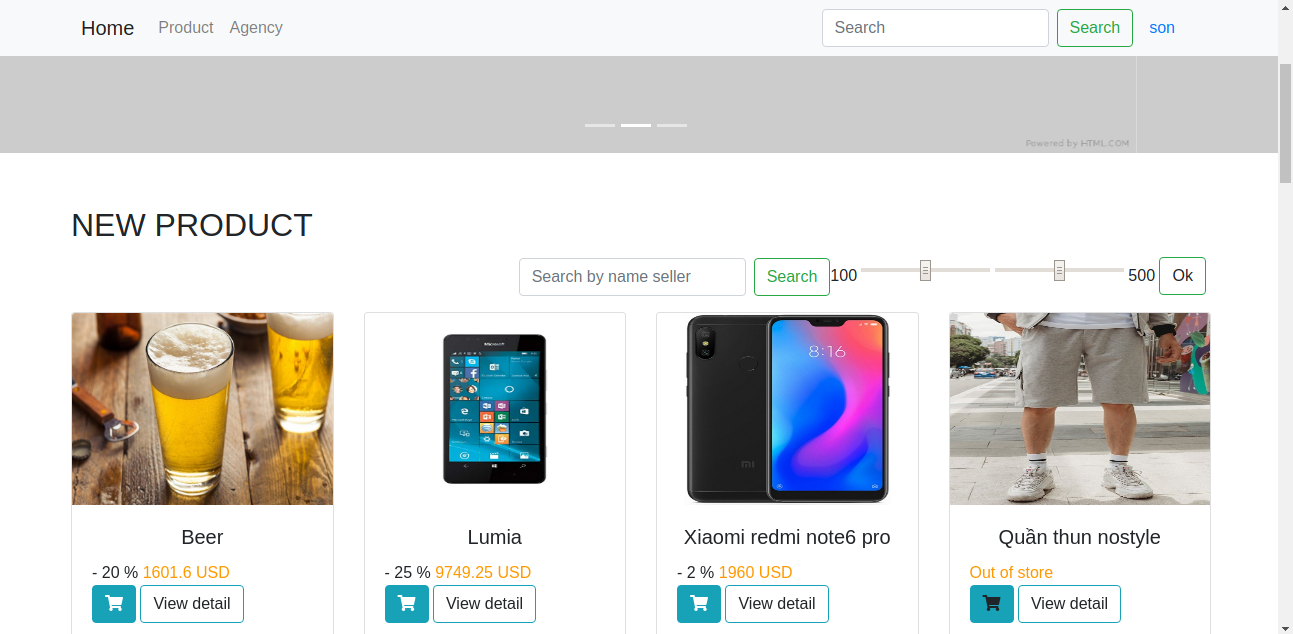 Home Product Agency Search Search son
Powered by HTML.COM
NEW PRODUCT
Search by name seller Search 100 500 Ok
Microsoft
8:16
MI
Beer Lumia Xiaomi redmi note6 pro Quần thun nostyle
- 20 % 1601.6 USD - 25 % 9749.25 USD - 2 % 1960 USD Out of store
View detail View detail View detail View detail